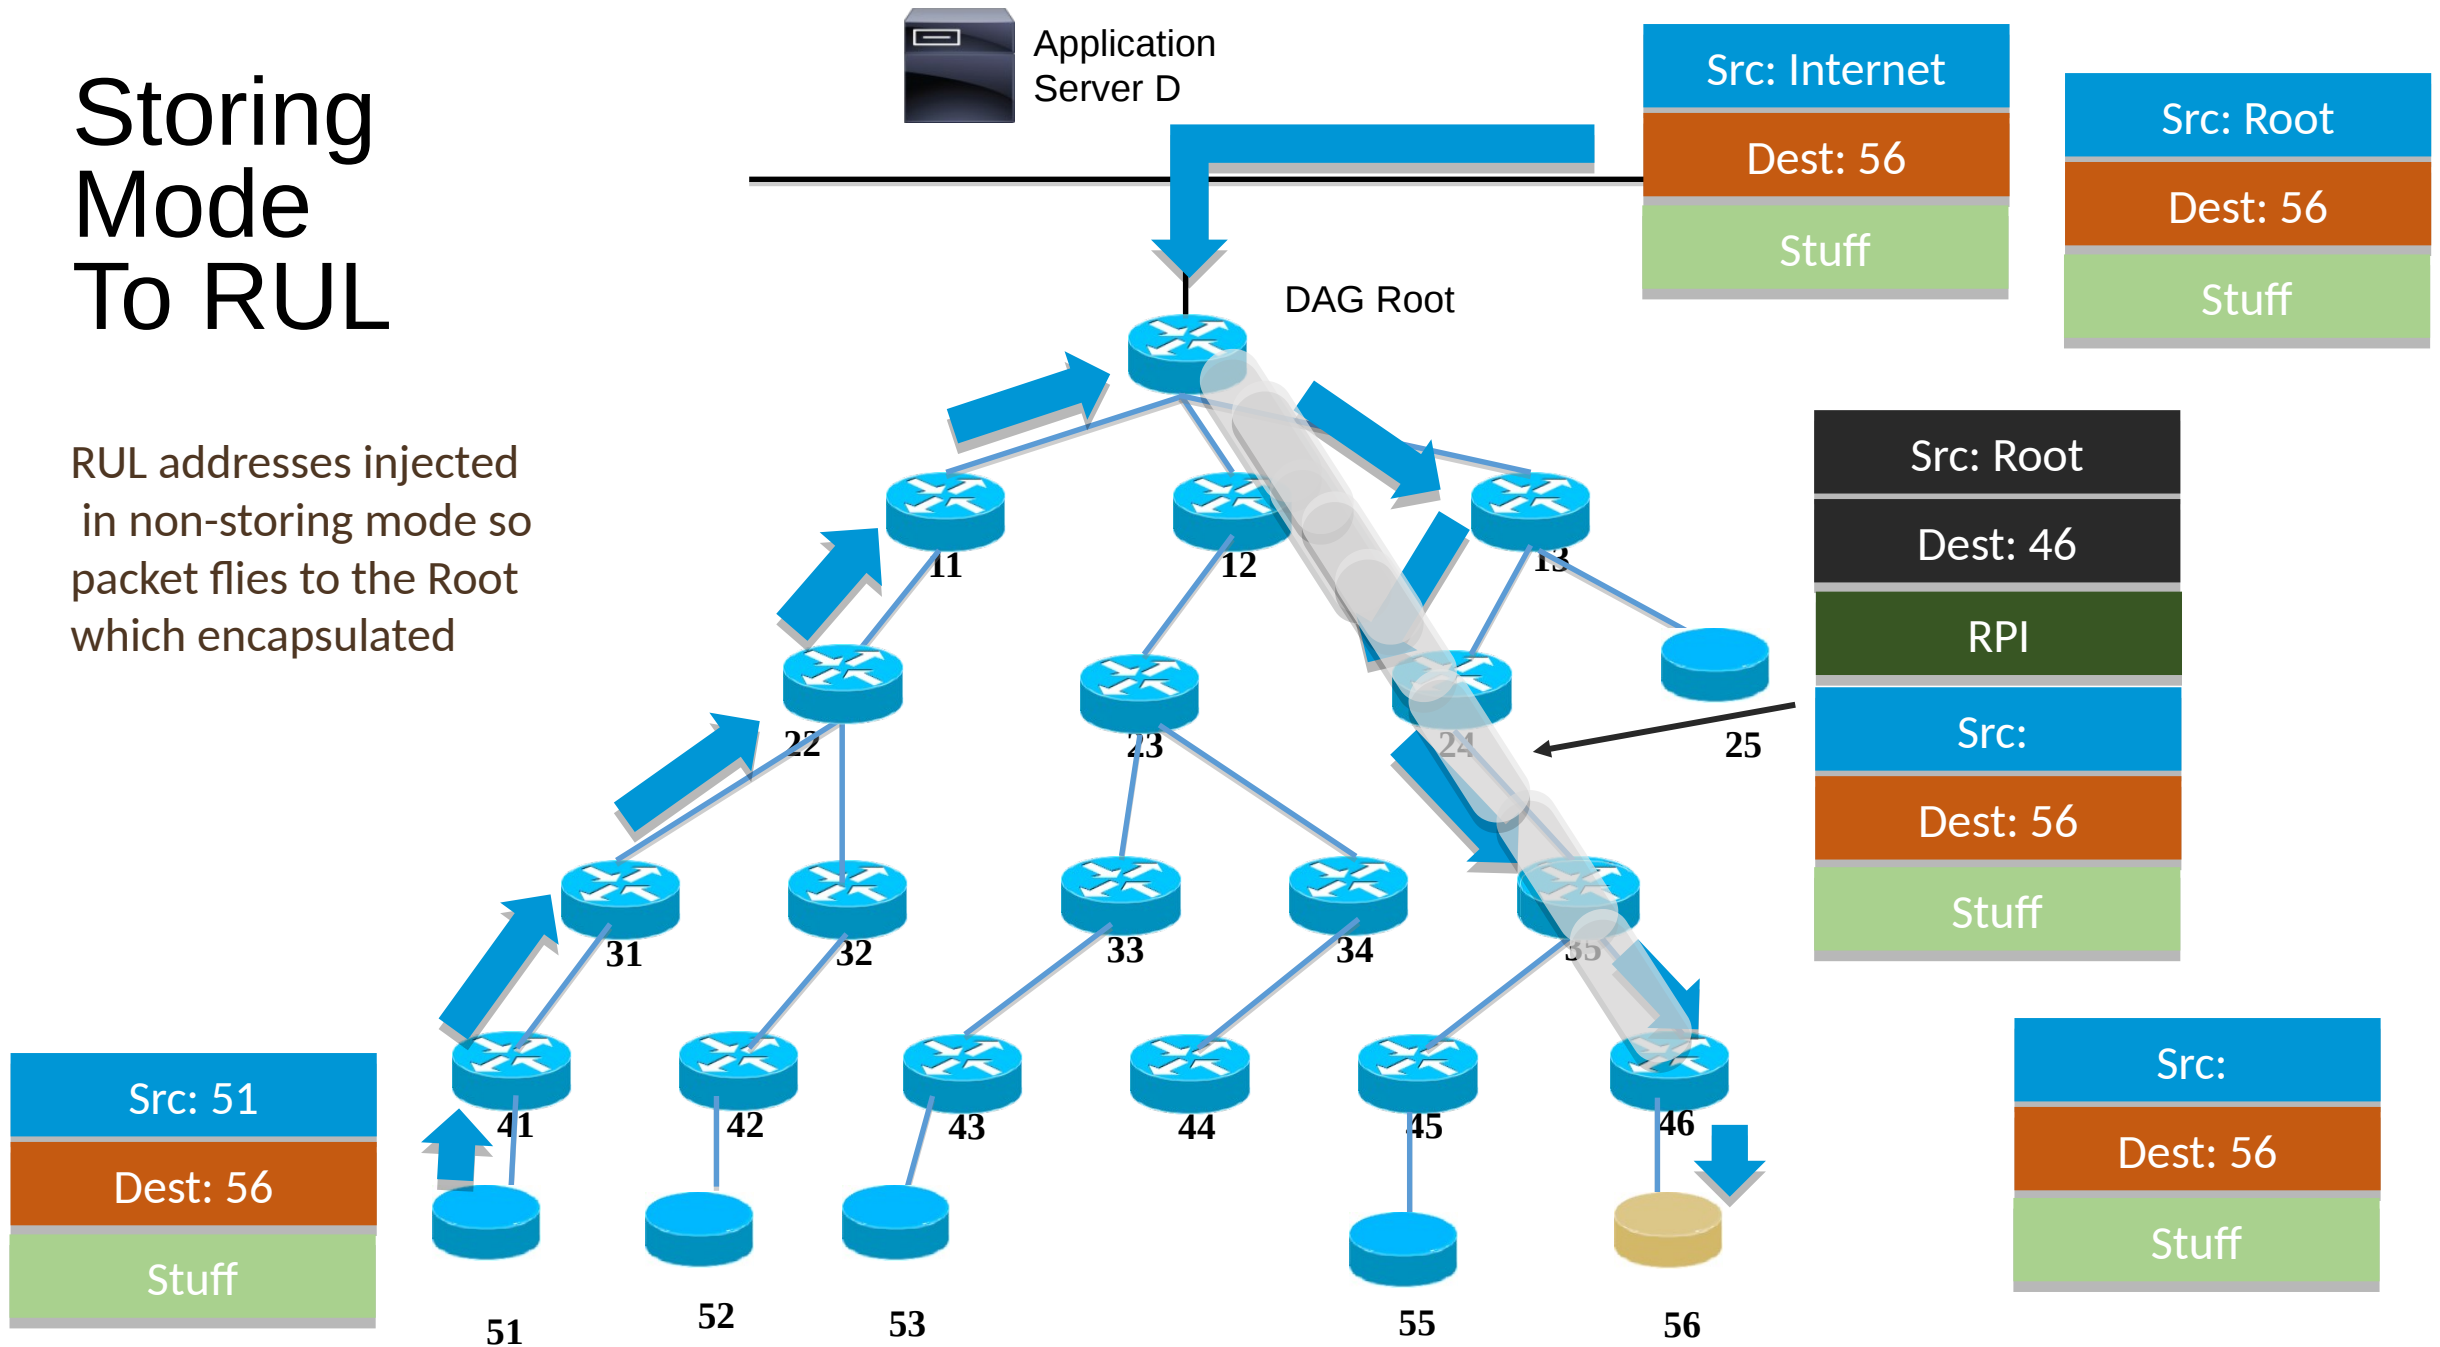 Storing
Mode
To RUL
Application
Server D
Src: Internet
Dest: 56
Stuff
Src: Root
Dest: 56
Stuff
DAG Root
RUL addresses injected
in non-storing mode so
packet flies to the Root
which encapsulated
Src: Root
Dest: 46
RPI
Src:
Dest: 56
Stuff
11
12
13
22
23
24
25
31
32
33
34
35
41
42
43
44
45
46
Src: 51
Dest: 56
Stuff
Src:
Dest: 56
Stuff
51
52
53
55
56